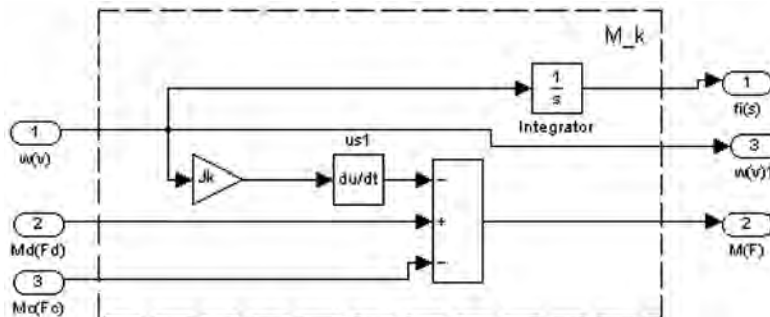 M_k
1
s
Integrator
1
fi(s)
1
w(v)
us1
3
w(v)1
Jk
du/dt
−
2
Md(Fd)
+
2
M(F)
−
3
Mc(Fc)